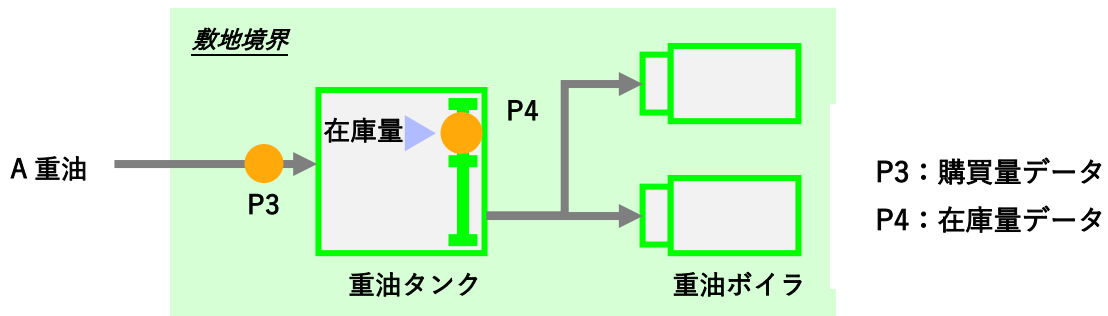 敷地境界
在庫量
P4
A 重油
P3
P3：購買量データ
P4：在庫量データ
重油タンク
重油ボイラ